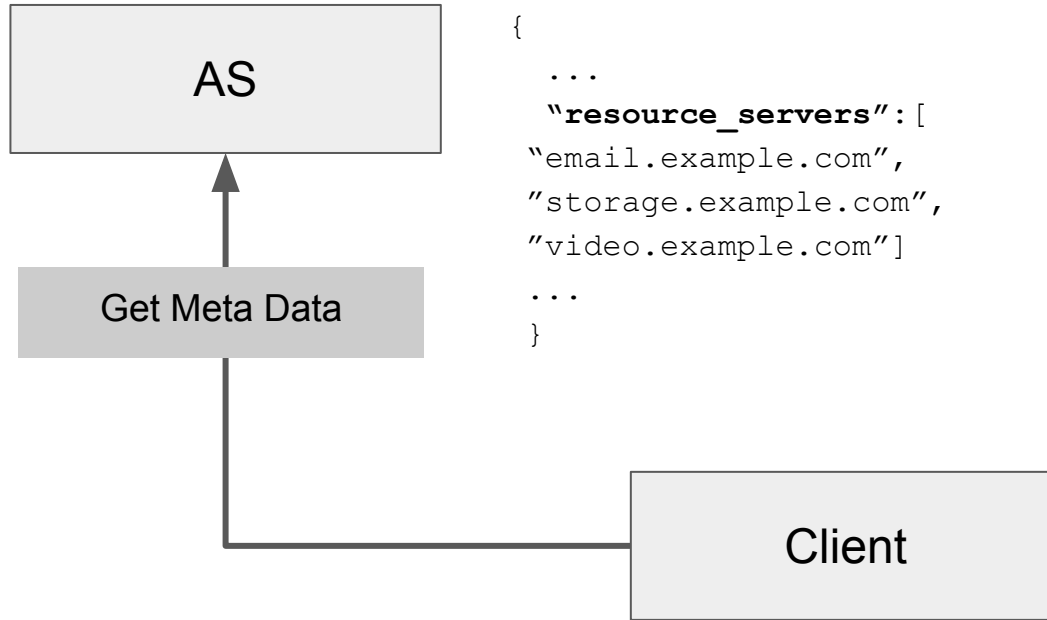 AS
{
...
“resource_servers”:[
“email.example.com”,
”storage.example.com”,
”video.example.com”]
...
}
Get Meta Data
Client